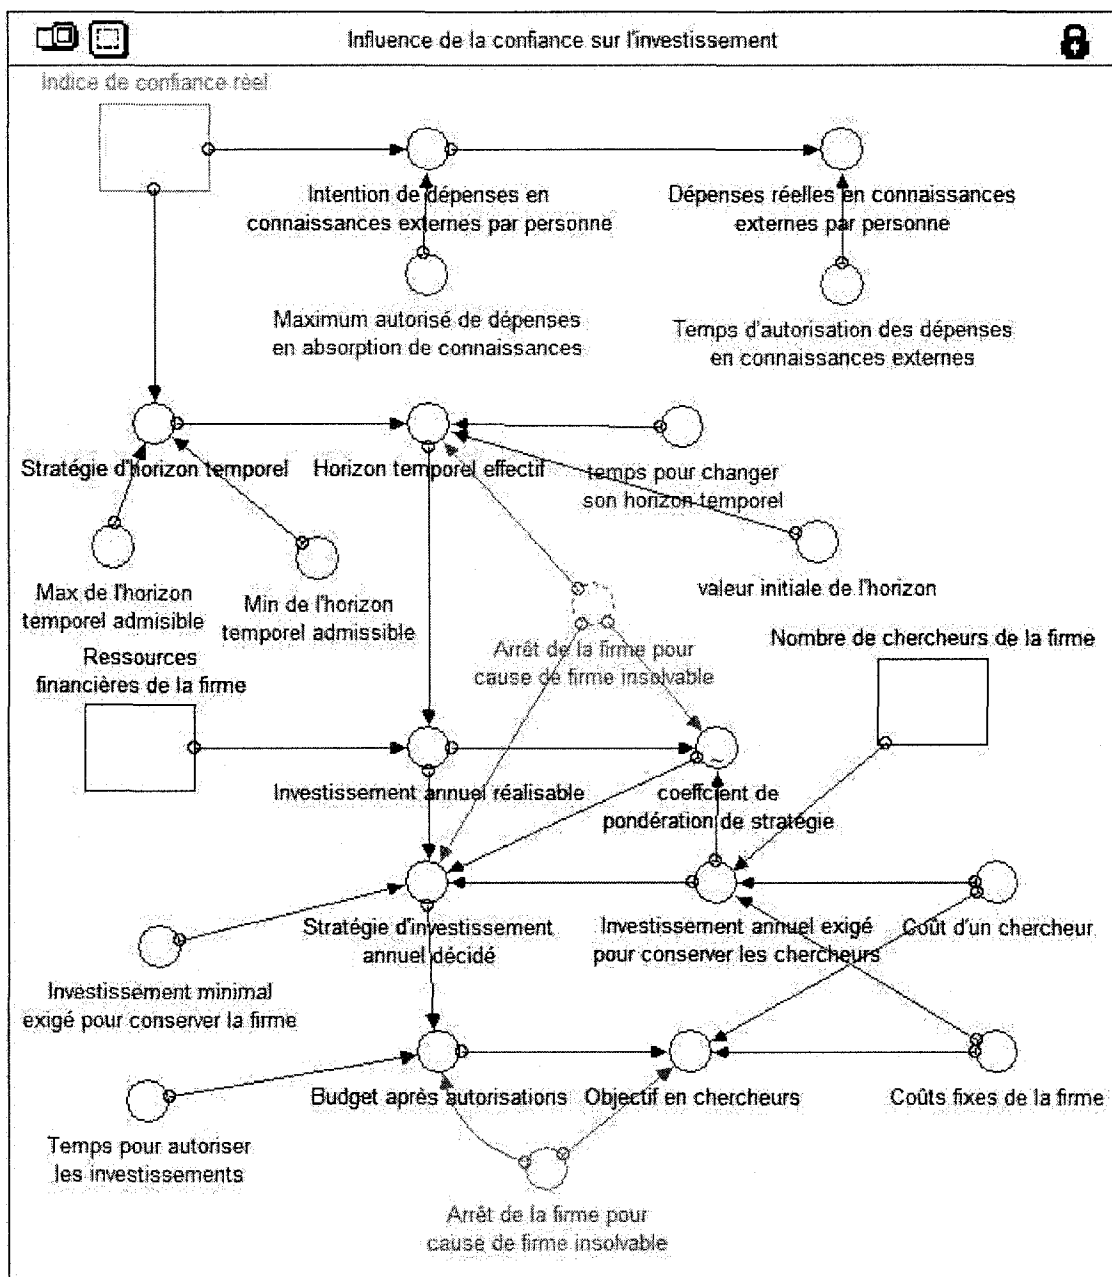 Influence de la confiance sur l'investissement
Indice de confiance réel
Intention de dépenses en
connaissances externes par personne
Dépenses réelles en connaissances
externes par personne
Maximum autorisé de dépenses
en absorption de connaissances
Temps d'autorisation des dépenses
en connaissances externes
Stratégie d'horizon temporel
Horizon temporel effectif
temps pour changer
son horizon temporel
Max de l'horizon
temporel admisible
Min de l'horizon
temporel admissible
valeur initiale de l'horizon
Arrêt de la firme pour
cause de firme insolvable
Nombre de chercheurs de la firme
Ressources
financières de la firme
Investissement annuel réalisable
coeffcient de
pondération de stratégie
Stratégie d'investissement
annuel décidé
Investissement annuel exigé
pour conserver les chercheurs
Coût d'un chercheur
Investissement minimal
exigé pour conserver la firme
Budget après autorisations
Objectif en chercheurs
Coûts fixes de la firme
Temps pour autoriser
les investissements
Arrêt de la firme pour
cause de firme insolvable